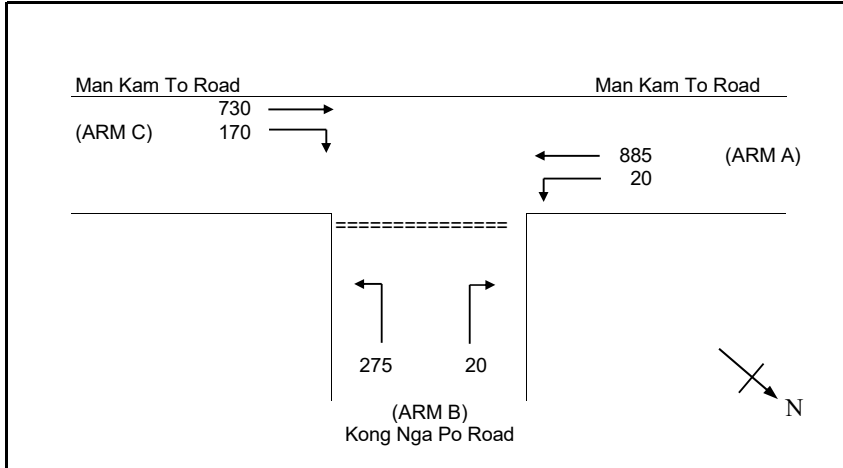 Man Kam To Road Man Kam To Road
730
(ARM C) 170
885 (ARM A)
20
275 20
(ARM B)
Kong Nga Po Road
N